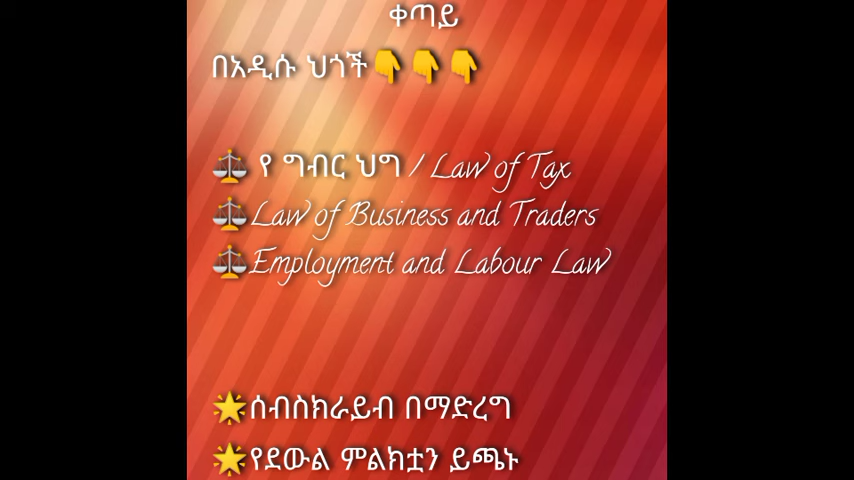 ቀጣይ
በአዲሱ ህጎች👇👇👇
⚖️ የ ግብር ህግ / Law of Tax
⚖️Law of Business and Traders
⚖️Employment and Labour Law
🌟ሰብስክራይብ በማድረግ
🌟የደውል ምልክቷን ይጫኑ